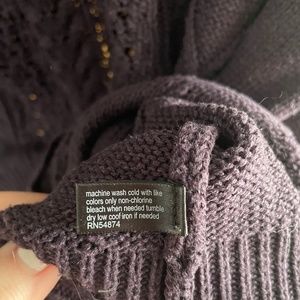 machine wash cold with like
colors only non-chlorine
bleach when needed tumble
dry low cool iron if needed
RN54874